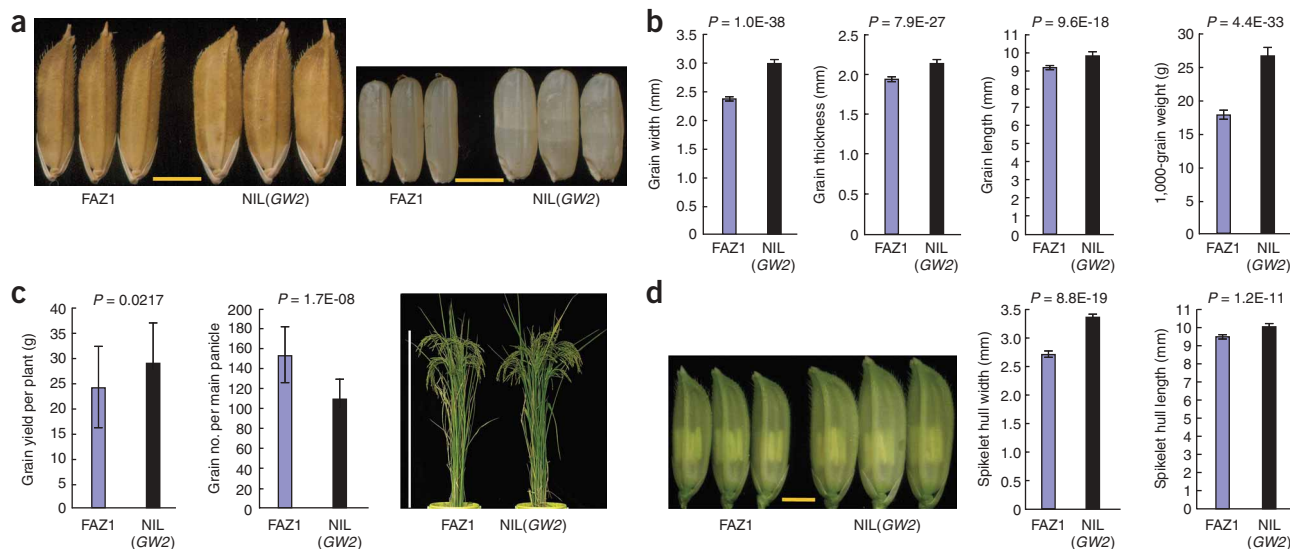 a
FAZ1
NIL(GW2)
FAZ1
NIL(GW2)
b
P = 1.0E-38
Grain width (mm)
3.5
3.0
2.5
2.0
1.5
1.0
0.5
0
FAZ1
NIL
(GW2)
P = 7.9E-27
Grain thickness (mm)
2.5
2.0
1.5
1.0
0.5
0
FAZ1
NIL
(GW2)
P = 9.6E-18
Grain length (mm)
11
10
9
8
7
6
5
4
3
2
1
0
FAZ1
NIL
(GW2)
P = 4.4E-33
1,000-grain weight (g)
30
25
20
15
10
5
0
FAZ1
NIL
(GW2)
c
P = 0.0217
Grain yield per plant (g)
40
35
30
25
20
15
10
5
0
FAZ1
NIL
(GW2)
P = 1.7E-08
Grain no. per main panicle
200
180
160
140
120
100
80
60
40
20
0
FAZ1
NIL
(GW2)
FAZ1
NIL(GW2)
d
FAZ1
NIL(GW2)
P = 8.8E-19
Spikelet hull width (mm)
3.5
3.0
2.5
2.0
1.5
1.0
0.5
0
FAZ1
NIL
(GW2)
P = 1.2E-11
Spikelet hull length (mm)
11
10
9
8
7
6
5
4
3
2
1
0
FAZ1
NIL
(GW2)